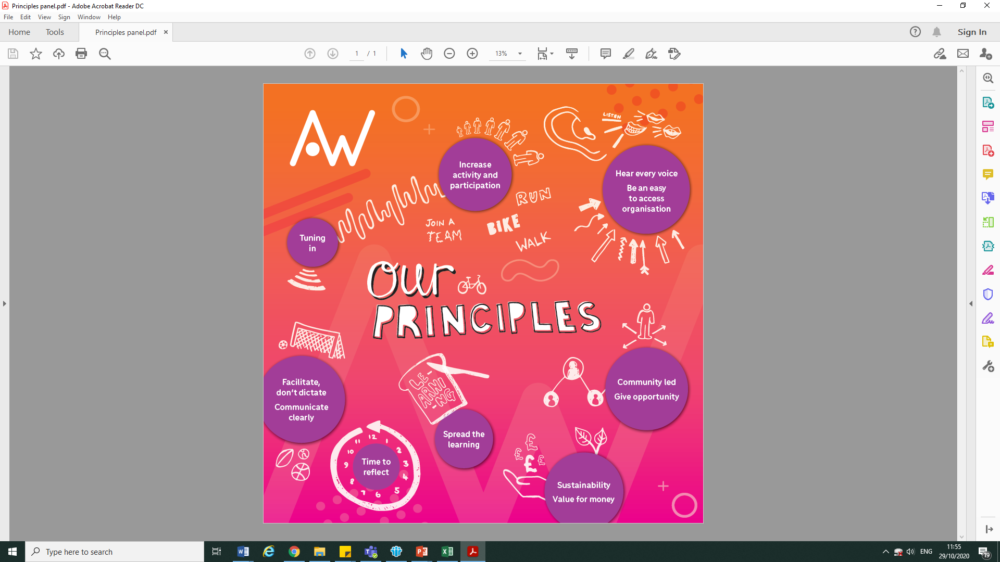 Principles panel.pdf - Adobe Acrobat Reader DC
File Edit View Sign Window Help
Home Tools Principles panel.pdf × Sign In
1 / 1 13%
AW
LISTEN
Increase
activity and
participation
Hear every voice
Be an easy
to access
organisation
RUN
JOIN A
TEAM
BIKE
WALK
Tuning
in
Our
PRINCIPLES
Facilitate,
don't dictate
Communicate
clearly
LE-
ARNI
-NG
Community led
Give opportunity
Spread the
learning
12
1
2
3
4
5
6
7
8
9
10
11
Time to
reflect
£
£
£
£
Sustainability
Value for money
Type here to search
ENG
11:55
29/10/2020
19